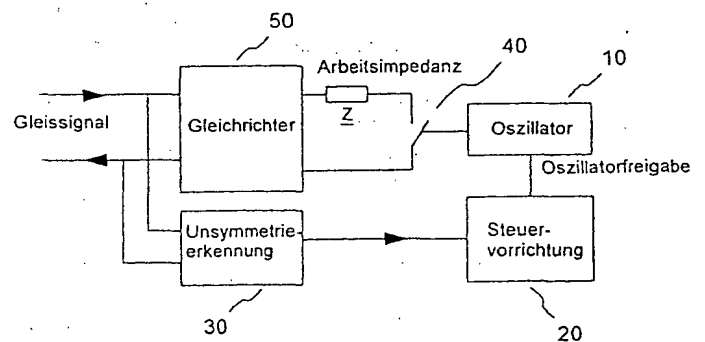 50
Arbeitsimpedanz
40
10
Gleissignal
Gleichrichter
Z
Oszillator
Oszillatorfreigabe
Unsymmetrie-
erkennung
Steuer-
vorrichtung
30
20